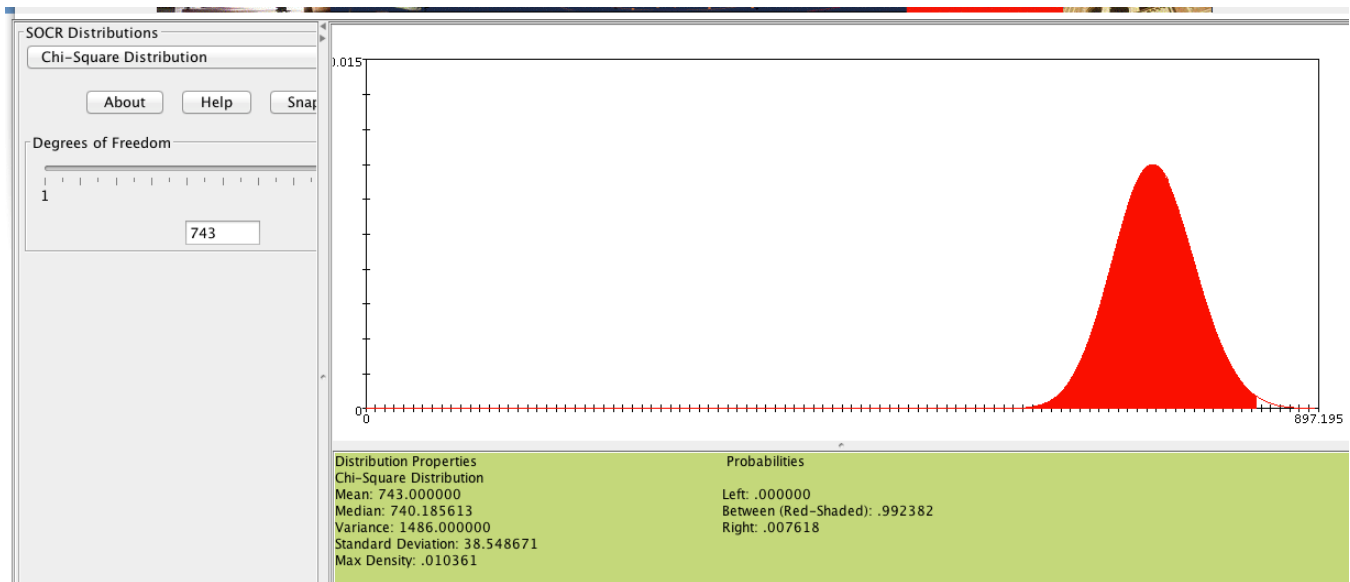 SOCR Distributions
Chi-Square Distribution
About Help Snap
Degrees of Freedom
1
743
0.015
0
0
897.195
Distribution Properties
Chi-Square Distribution
Mean: 743.000000
Median: 740.185613
Variance: 1486.000000
Standard Deviation: 38.548671
Max Density: .010361
Probabilities
Left: .000000
Between (Red-Shaded): .992382
Right: .007618